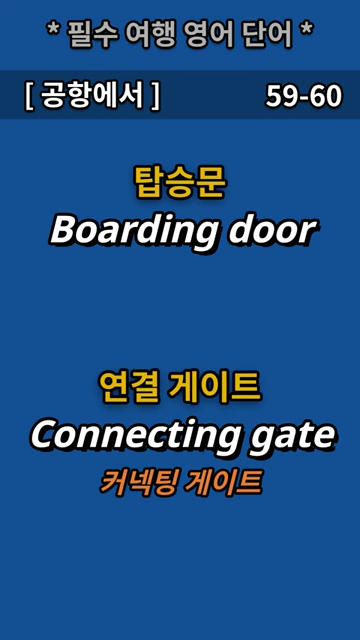 * 필수 여행 영어 단어 *
[ 공항에서 ] 59-60
탑승문
Boarding door
연결 게이트
Connecting gate
커넥팅 게이트